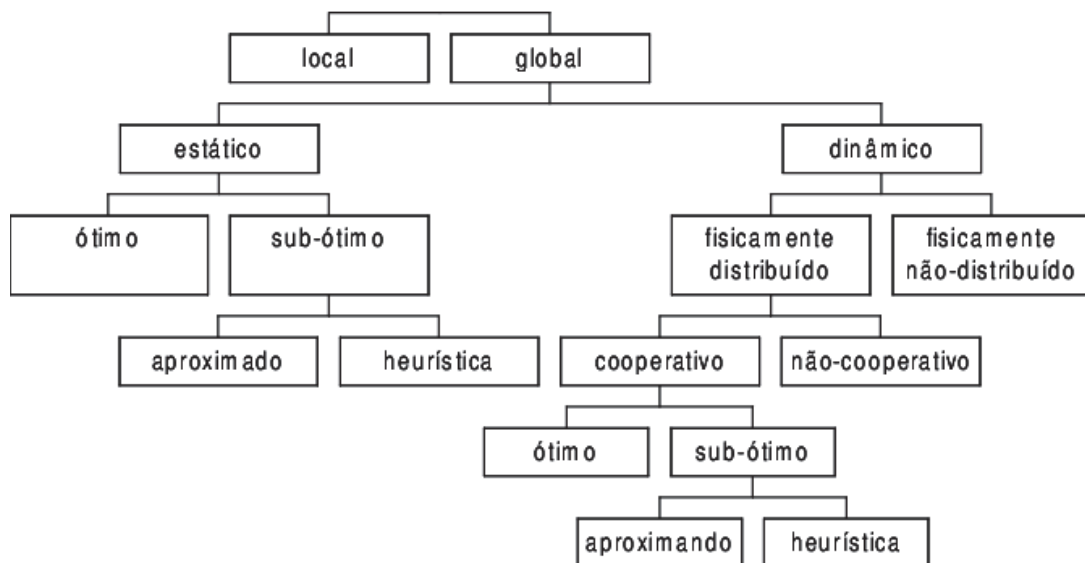 local
global
estático
dinâmico
ótimo
sub-ótimo
fisicamente
distribuído
fisicamente
não-distribuído
aproximado
heurística
cooperativo
não-cooperativo
ótimo
sub-ótimo
aproximando
heurística